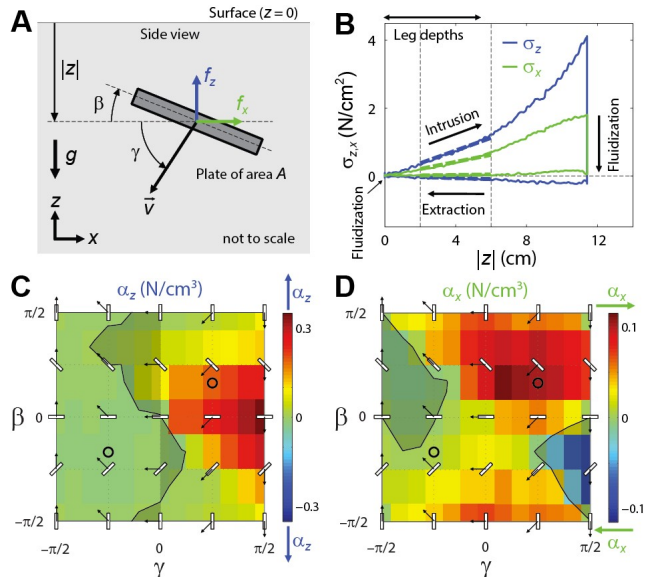 A
Surface (z = 0)
Side view
|z|
β
f_z
f_x
γ
g
v
Plate of area A
z
x
not to scale
B
Leg depths
σ_z
σ_x
σ_z,x (N/cm²)
4
2
0
Intrusion
Extraction
Fluidization
Fluidization
0 4 8 12
|z| (cm)
C
α_z (N/cm³)
α_z
π/2
0
−π/2
β
−π/2 0 π/2
γ
0.3
−0.3
α_z
D
α_x (N/cm³)
α_x
π/2
β 0
−π/2
−π/2 0 π/2
γ
0.1
0
−0.1
α_x